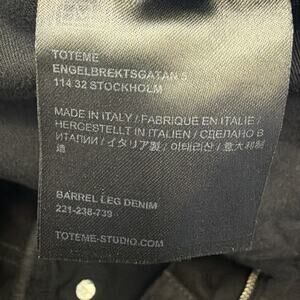 TOTEME
ENGELBREKTSGATAN 5
114 32 STOCKHOLM
MADE IN ITALY / FABRIQUÉ EN ITALIE /
HERGESTELLT IN ITALIEN / СДЕЛАНО В
ИТАЛИИ / イタリア製 / 이태리산 / 意大利制
造
BARREL LEG DENIM
221-238-739
TOTEME-STUDIO.COM